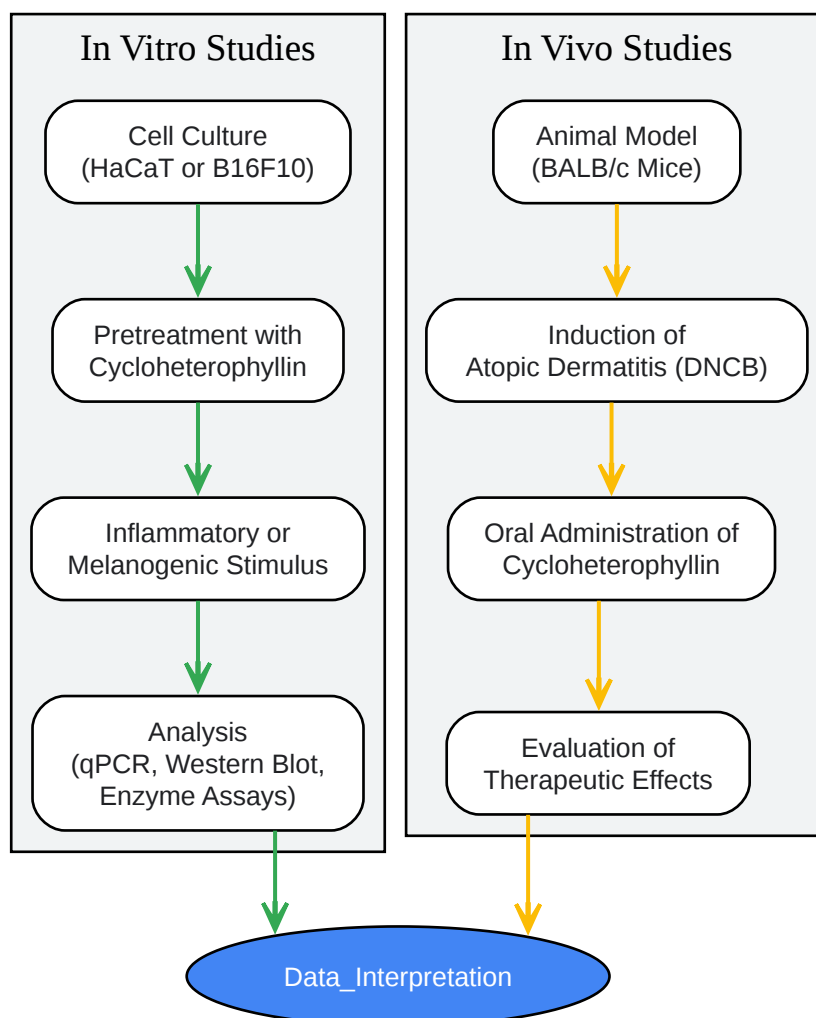 In Vitro Studies
Cell Culture
(HaCaT or B16F10)
Pretreatment with
Cycloheterophyllin
Inflammatory or
Melanogenic Stimulus
Analysis
(qPCR, Western Blot,
Enzyme Assays)
In Vivo Studies
Animal Model
(BALB/c Mice)
Induction of
Atopic Dermatitis (DNCB)
Oral Administration of
Cycloheterophyllin
Evaluation of
Therapeutic Effects
Data_Interpretation